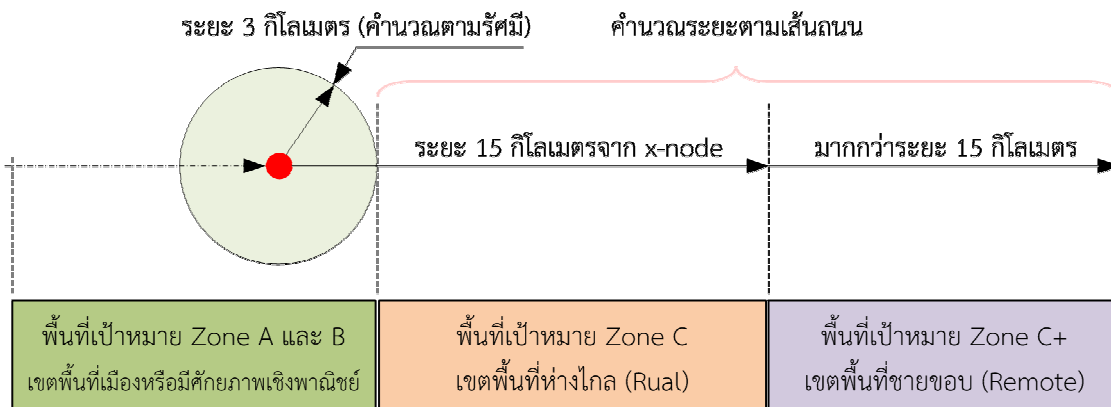 ระยะ 3 กิโลเมตร (คำนวณตามรัศมี)
คำนวณระยะตามเส้นถนน
ระยะ 15 กิโลเมตรจาก x-node
มากกว่าระยะ 15 กิโลเมตร
พื้นที่เป้าหมาย Zone A และ B
เขตพื้นที่เมืองหรือมีศักยภาพเชิงพาณิชย์
พื้นที่เป้าหมาย Zone C
เขตพื้นที่ห่างไกล (Rual)
พื้นที่เป้าหมาย Zone C+
เขตพื้นที่ชายขอบ (Remote)